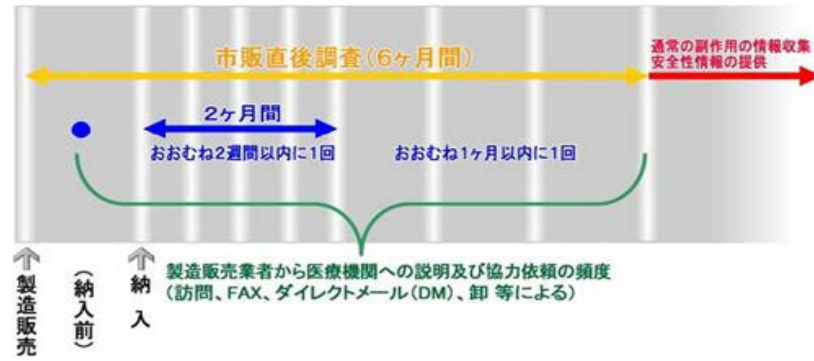 市販直後調査(6ヶ月間)
通常の副作用の情報収集
安全性情報の提供
2ヶ月間
おおむね2週間以内に1回
おおむね1ヶ月以内に1回
製造販売業者から医療機関への説明及び協力依頼の頻度
(訪問、FAX、ダイレクトメール(DM)、卸 等による)
製造販売
(納入前)
納入